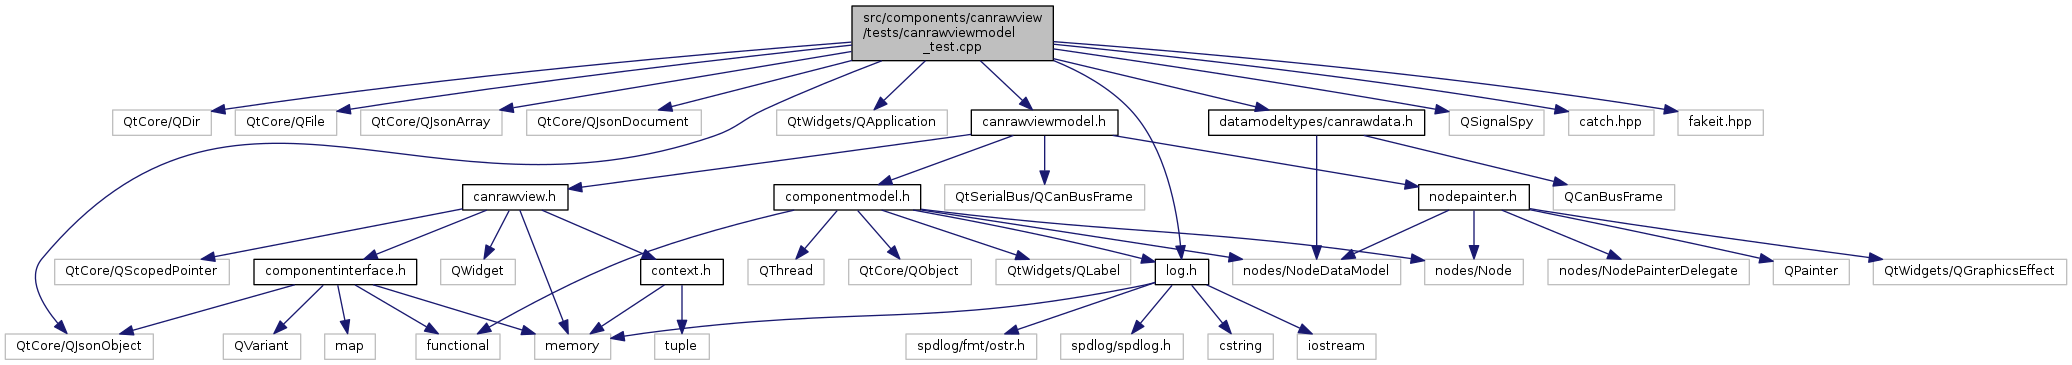 src/components/canrawview
/tests/canrawviewmodel
_test.cpp
QtCore/QDir
QtCore/QFile
QtCore/QJsonArray
QtCore/QJsonDocument
QtWidgets/QApplication
canrawviewmodel.h
datamodeltypes/canrawdata.h
QSignalSpy
catch.hpp
fakeit.hpp
canrawview.h
componentmodel.h
QtSerialBus/QCanBusFrame
nodepainter.h
QCanBusFrame
QtCore/QScopedPointer
componentinterface.h
QWidget
context.h
QThread
QtCore/QObject
QtWidgets/QLabel
log.h
nodes/NodeDataModel
nodes/Node
nodes/NodePainterDelegate
QPainter
QtWidgets/QGraphicsEffect
QtCore/QJsonObject
QVariant
map
functional
memory
tuple
spdlog/fmt/ostr.h
spdlog/spdlog.h
cstring
iostream